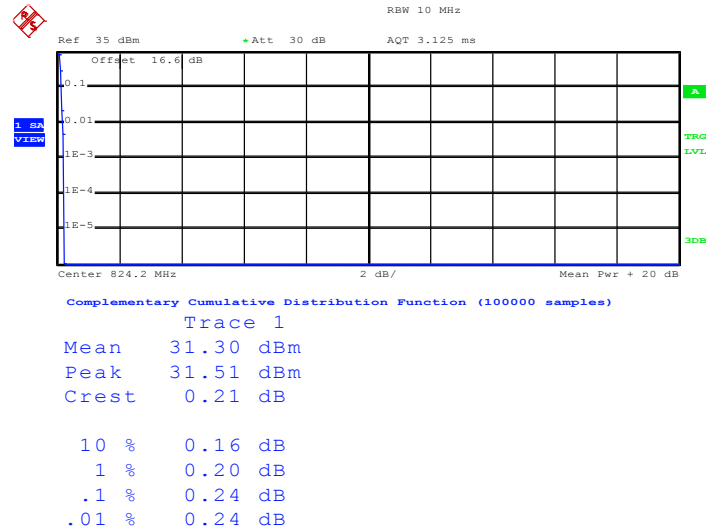 RBW 10 MHz
Ref 35 dBm *Att 30 dB AQT 3.125 ms
Offset 16.6 dB
0.1
A
0.01
1 SA
VIEW
TRG
1E-3
LVL
1E-4
1E-5
3DB
Center 824.2 MHz 2 dB/ Mean Pwr + 20 dB
Complementary Cumulative Distribution Function (100000 samples)
Trace 1
Mean 31.30 dBm
Peak 31.51 dBm
Crest 0.21 dB
10 % 0.16 dB
1 % 0.20 dB
.1 % 0.24 dB
.01 % 0.24 dB